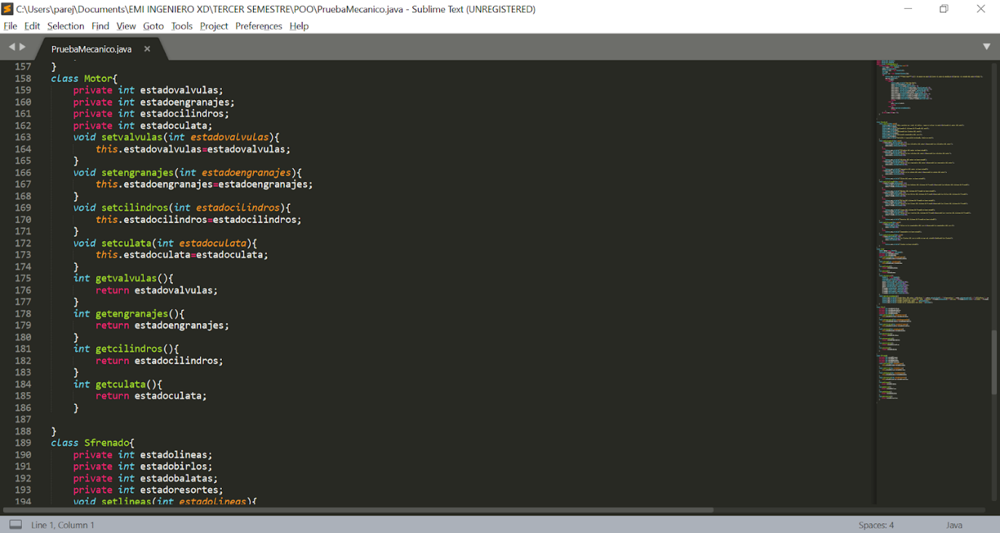 C:\Users\parej\Documents\EMI INGENIERO XD\TERCER SEMESTRE\POO\PruebaMecanico.java - Sublime Text (UNREGISTERED)
File Edit Selection Find View Goto Tools Project Preferences Help
PruebaMecanico.java
157 }
158 class Motor{
159     private int estadovalvulas;
160     private int estadoengranajes;
161     private int estadocilindros;
162     private int estadoculata;
163     void setvalvulas(int estadovalvulas){
164         this.estadovalvulas=estadovalvulas;
165     }
166     void setengranajes(int estadoengranajes){
167         this.estadoengranajes=estadoengranajes;
168     }
169     void setcilindros(int estadocilindros){
170         this.estadocilindros=estadocilindros;
171     }
172     void setculata(int estadoculata){
173         this.estadoculata=estadoculata;
174     }
175     int getvalvulas(){
176         return estadovalvulas;
177     }
178     int getengranajes(){
179         return estadoengranajes;
180     }
181     int getcilindros(){
182         return estadocilindros;
183     }
184     int getculata(){
185         return estadoculata;
186     }
187
188 }
189 class Sfrenado{
190     private int estadolineas;
191     private int estadobirlos;
192     private int estadobalatas;
193     private int estadoresortes;
194     void setlineas(int estadolineas){
Line 1, Column 1
Spaces: 4
Java